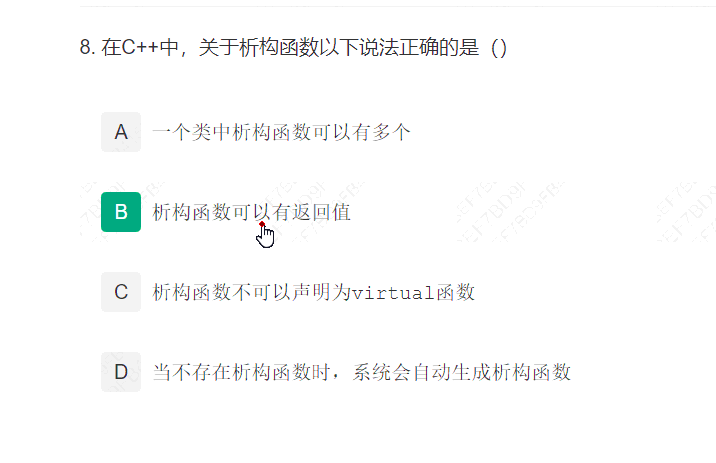 8. 在C++中，关于析构函数以下说法正确的是（）
A 一个类中析构函数可以有多个
B 析构函数可以有返回值
C 析构函数不可以声明为virtual函数
D 当不存在析构函数时，系统会自动生成析构函数